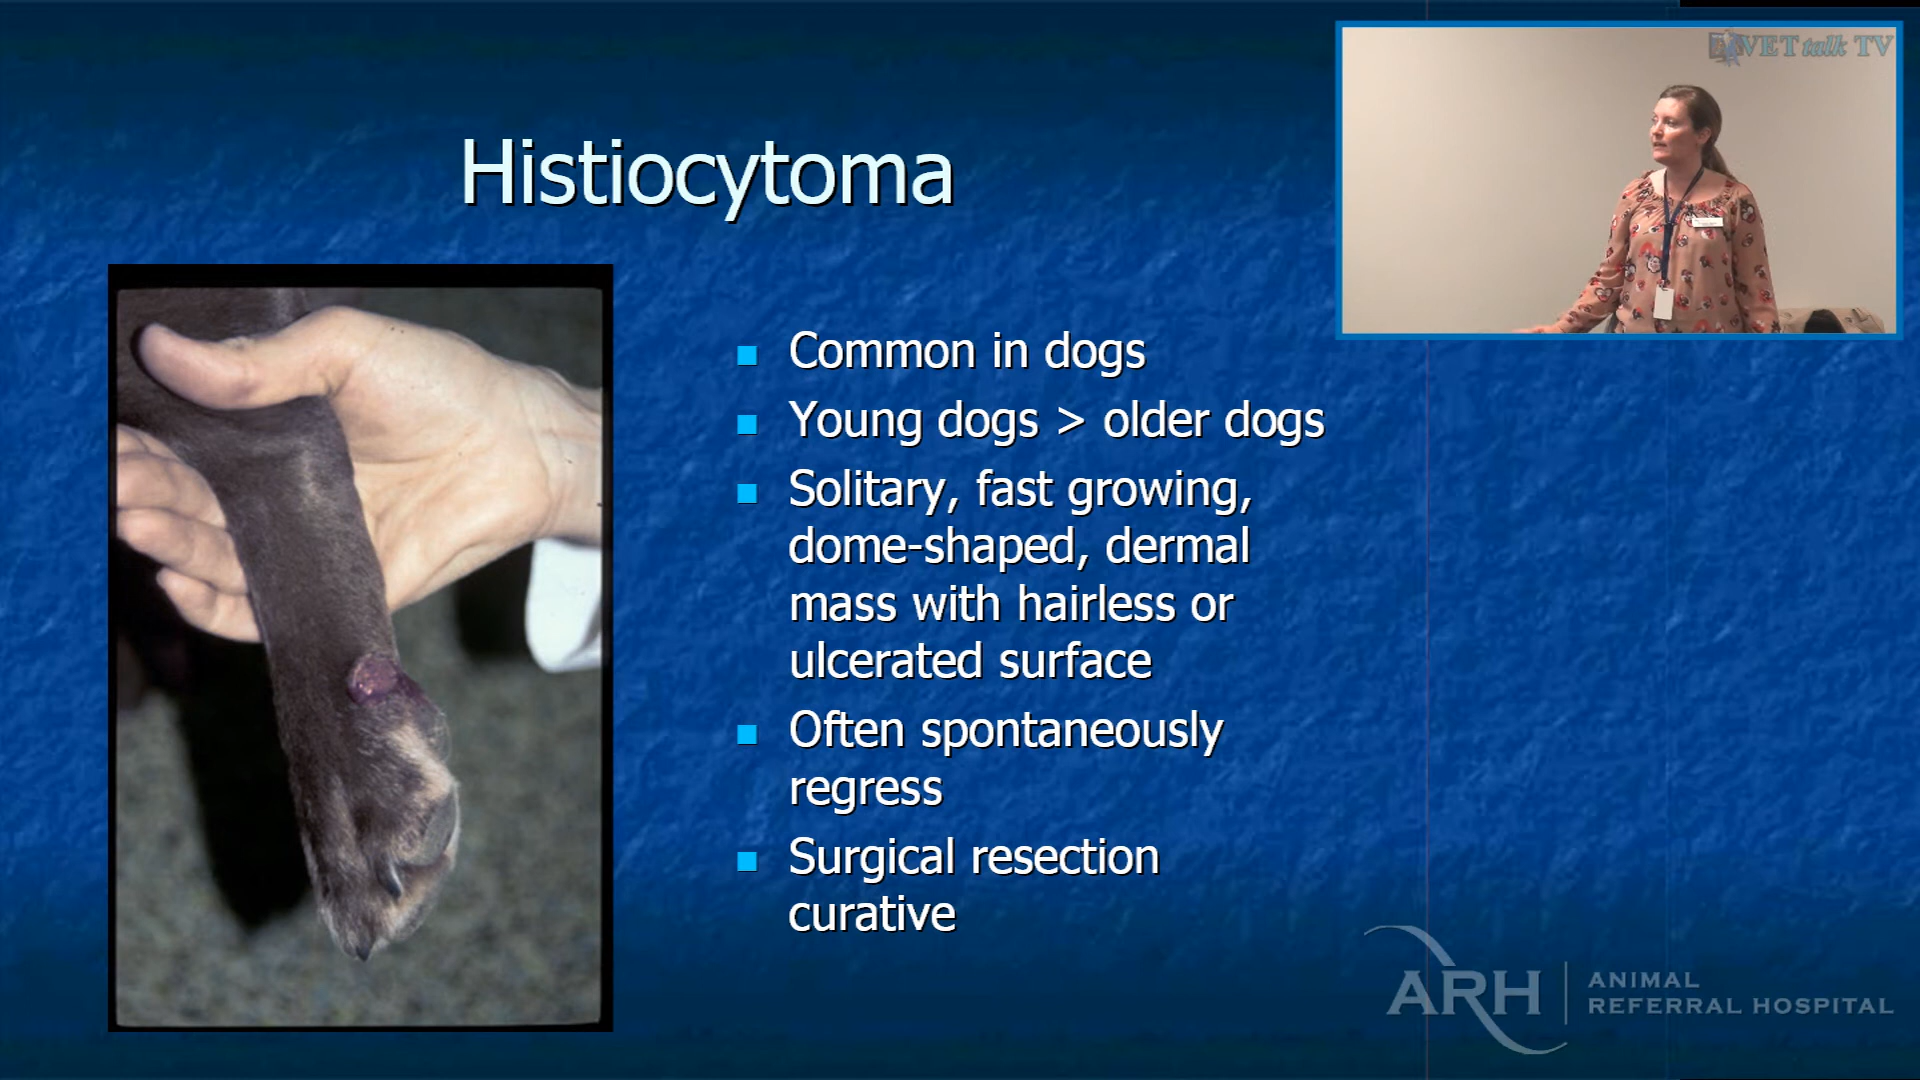 VET talk TV
Histiocytoma
Common in dogs
Young dogs > older dogs
Solitary, fast growing,
dome-shaped, dermal
mass with hairless or
ulcerated surface
Often spontaneously
regress
Surgical resection
curative
ARH
ANIMAL
REFERRAL HOSPITAL